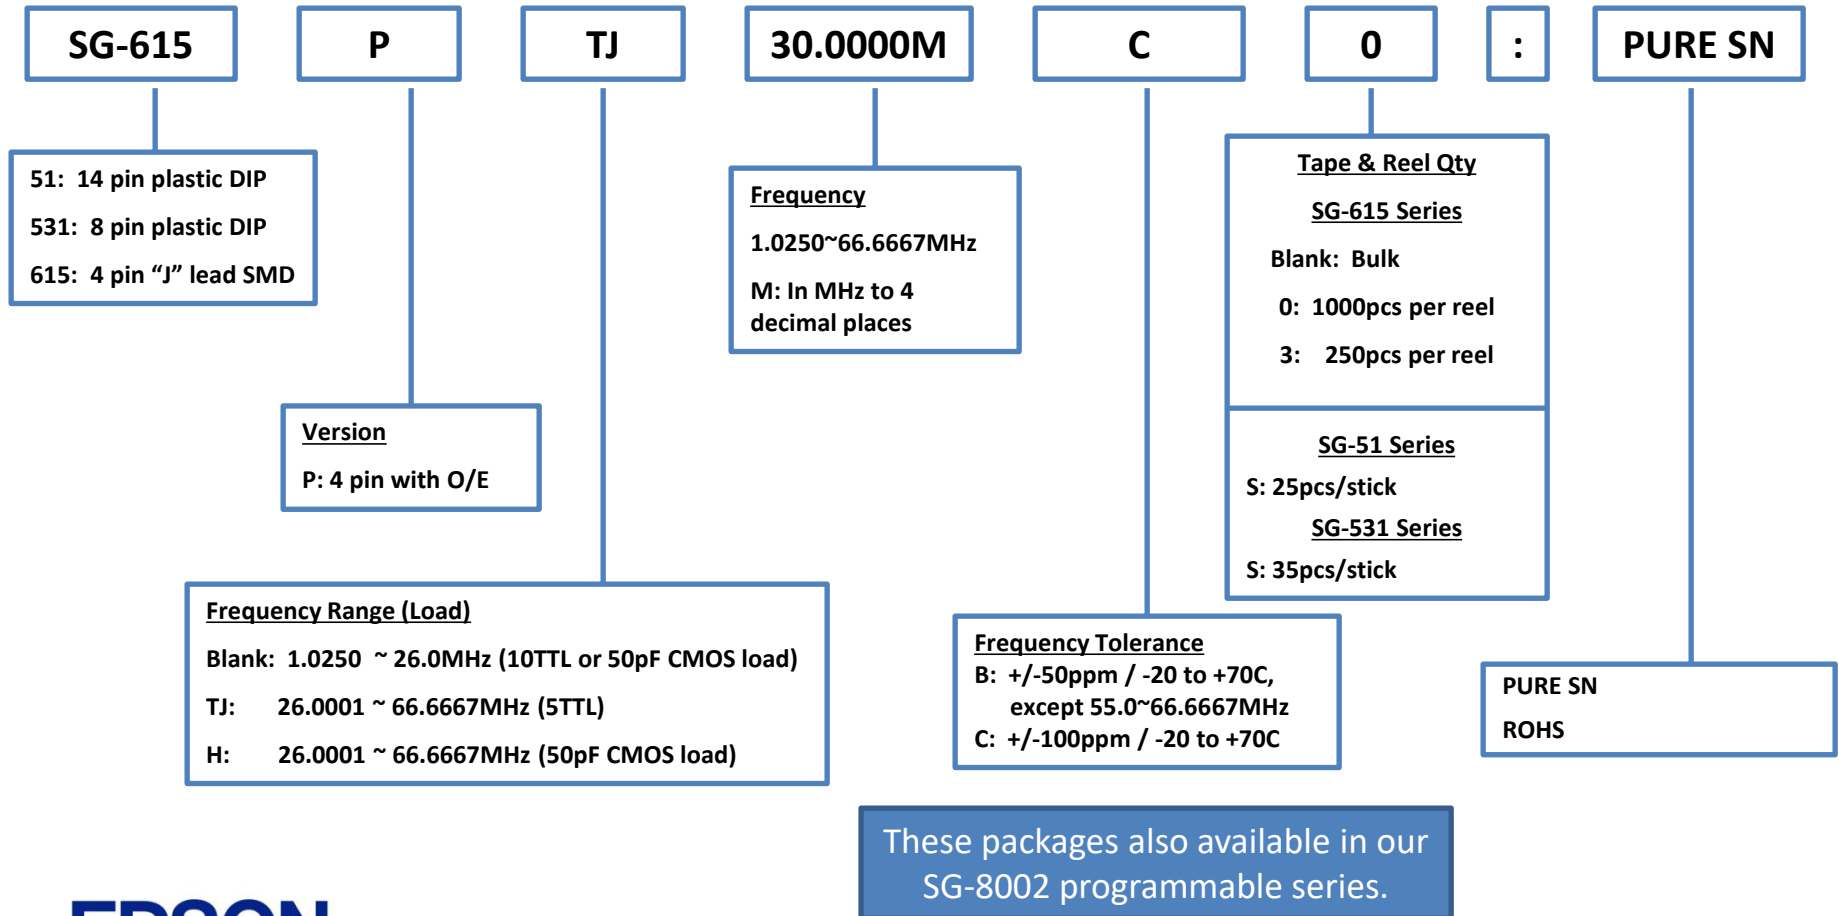 SG-615 P TJ 30.0000M C 0 : PURE SN
51: 14 pin plastic DIP
531: 8 pin plastic DIP
615: 4 pin “J” lead SMD
Version
P: 4 pin with O/E
Frequency Range (Load)
Blank: 1.0250 ~ 26.0MHz (10TTL or 50pF CMOS load)
TJ: 26.0001 ~ 66.6667MHz (5TTL)
H: 26.0001 ~ 66.6667MHz (50pF CMOS load)
Frequency
1.0250~66.6667MHz
M: In MHz to 4
decimal places
Frequency Tolerance
B: +/-50ppm / -20 to +70C,
except 55.0~66.6667MHz
C: +/-100ppm / -20 to +70C
Tape & Reel Qty
SG-615 Series
Blank: Bulk
0: 1000pcs per reel
3: 250pcs per reel
SG-51 Series
S: 25pcs/stick
SG-531 Series
S: 35pcs/stick
PURE SN
ROHS
These packages also available in our
SG-8002 programmable series.
EPSON